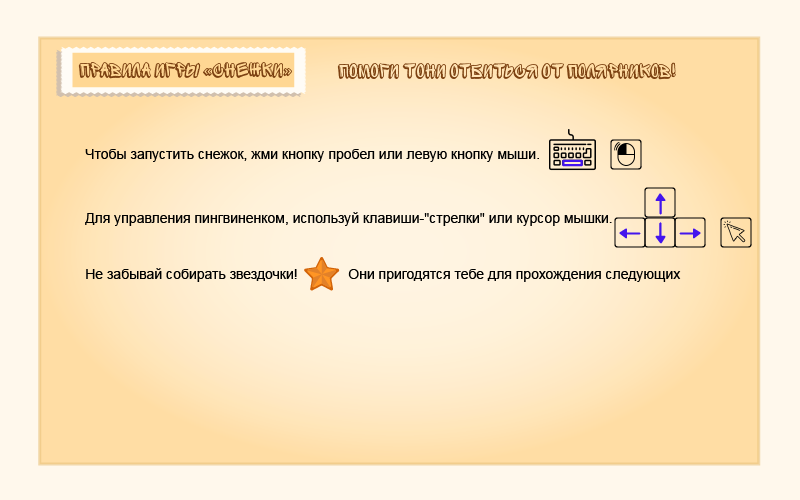 ПРАВИЛА ИГРЫ «СНЕЖКИ»
ПОМОГИ ТОНИ ОТБИТЬСЯ ОТ ПОЛЯРНИКОВ!
Чтобы запустить снежок, жми кнопку пробел или левую кнопку мыши.
Для управления пингвиненком, используй клавиши-"стрелки" или курсор мышки.
Не забывай собирать звездочки! Они пригодятся тебе для прохождения следующих